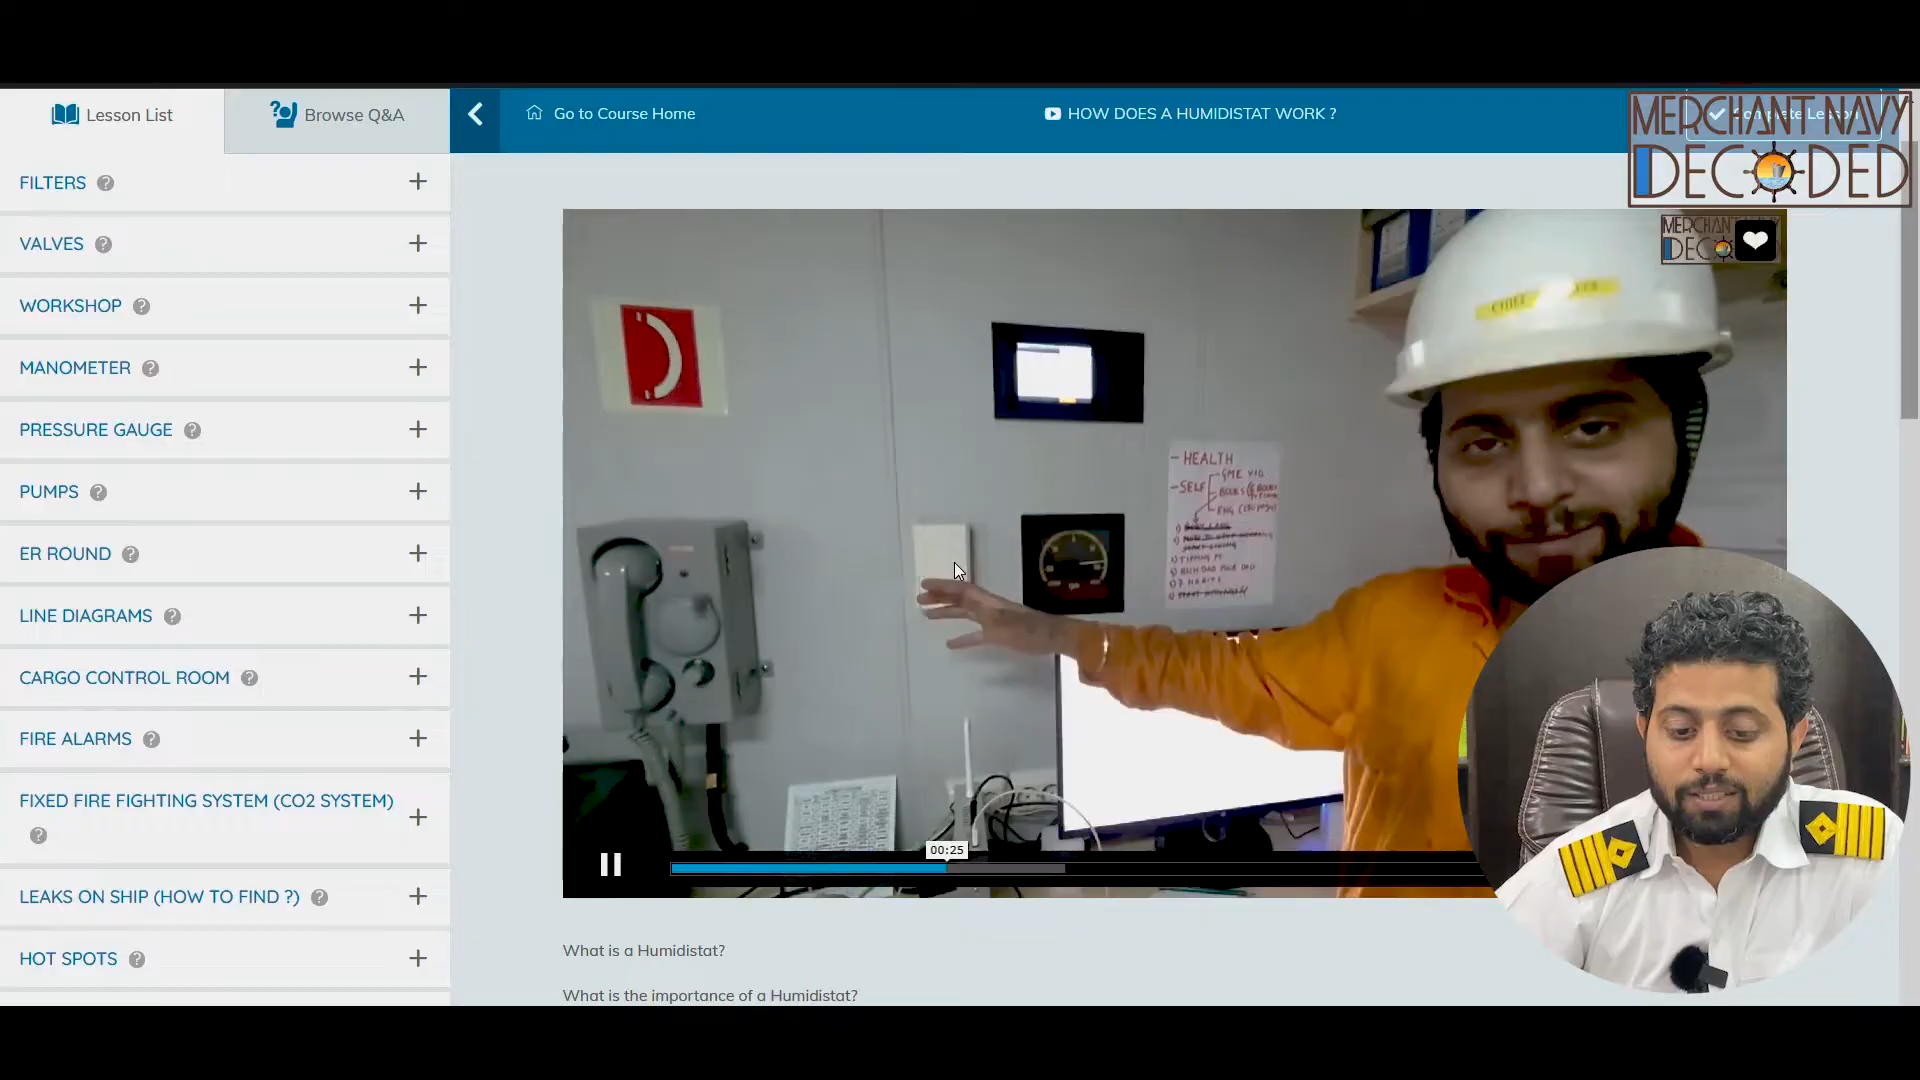 Lesson List
Browse Q&A
Go to Course Home
HOW DOES A HUMIDISTAT WORK ?
MERCHANT NAVY
DECODED
FILTERS
VALVES
WORKSHOP
MANOMETER
PRESSURE GAUGE
PUMPS
ER ROUND
LINE DIAGRAMS
CARGO CONTROL ROOM
FIRE ALARMS
FIXED FIRE FIGHTING SYSTEM (CO2 SYSTEM)
LEAKS ON SHIP (HOW TO FIND ?)
HOT SPOTS
- HEALTH
- SELF
00:25
What is a Humidistat?
What is the importance of a Humidistat?